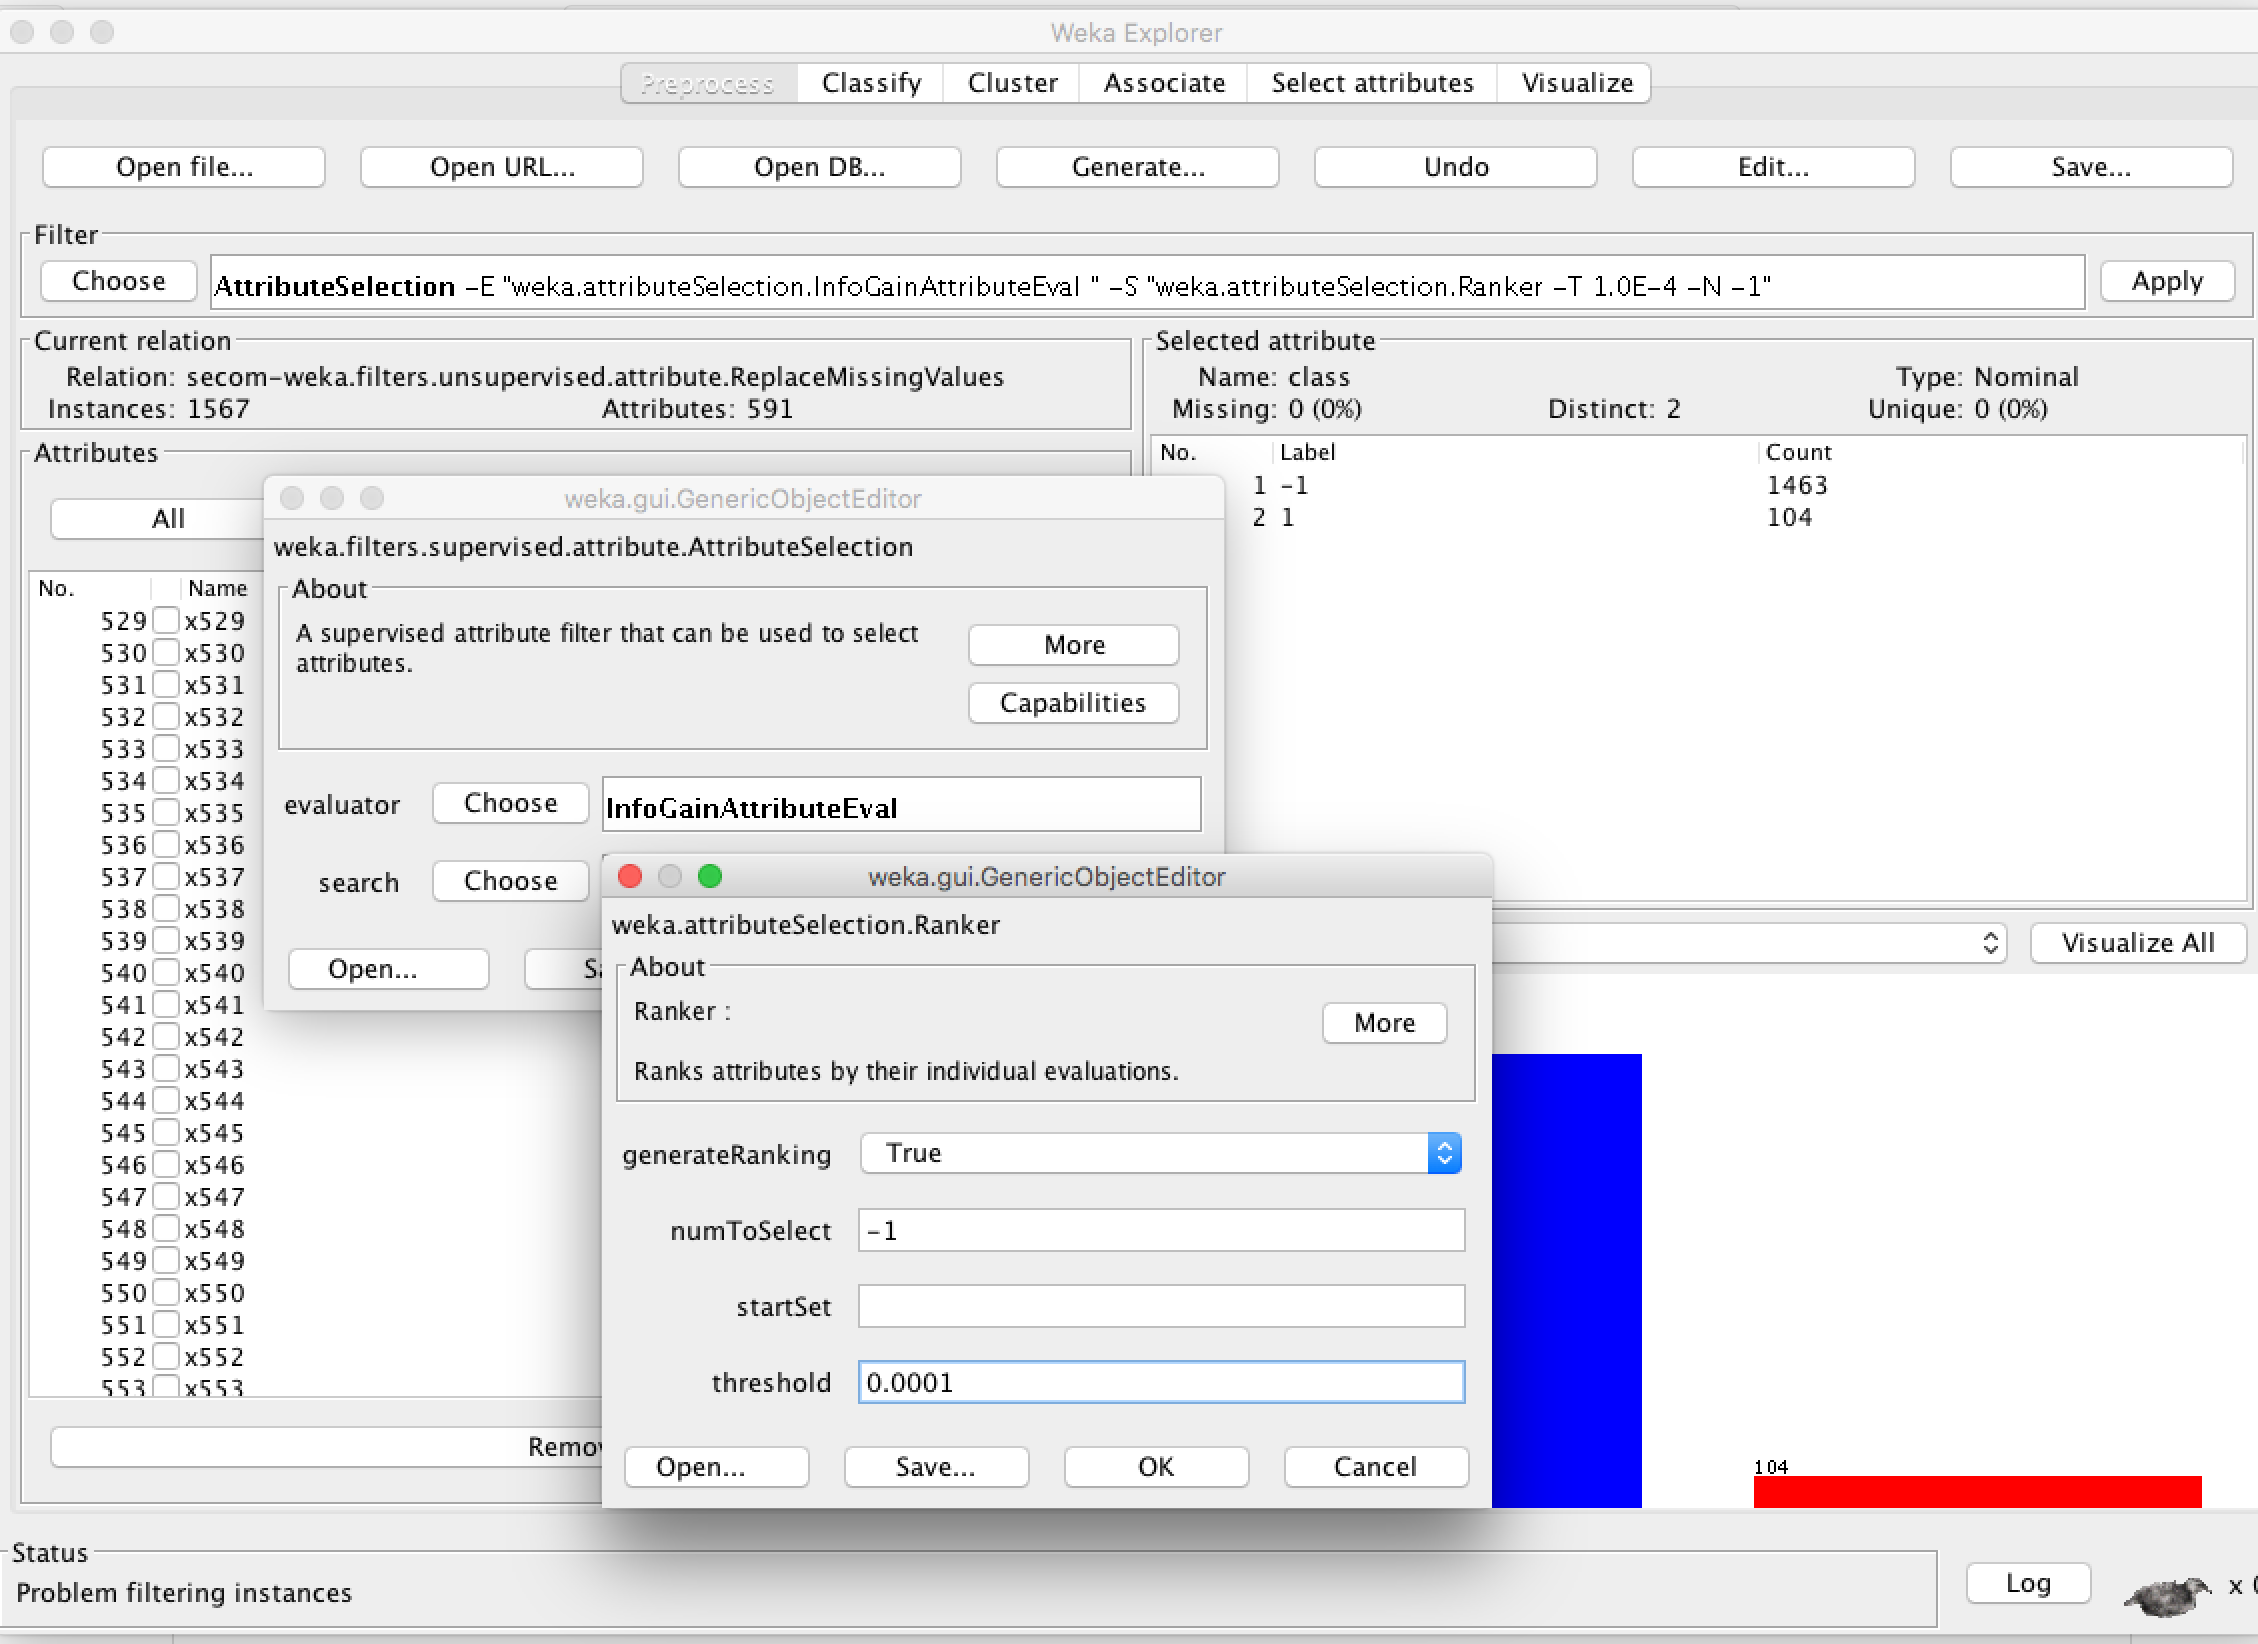 Weka Explorer
Preprocess Classify Cluster Associate Select attributes Visualize
Open file... Open URL... Open DB... Generate... Undo Edit... Save...
Filter
Choose AttributeSelection -E "weka.attributeSelection.InfoGainAttributeEval " -S "weka.attributeSelection.Ranker -T 1.0E-4 -N -1" Apply
Current relation
Relation: secom-weka.filters.unsupervised.attribute.ReplaceMissingValues
Instances: 1567 Attributes: 591
Selected attribute
Name: class Type: Nominal
Missing: 0 (0%) Distinct: 2 Unique: 0 (0%)
No. Label Count
1 -1 1463
2 1 104
Attributes
All
No. Name
529 x529
530 x530
531 x531
532 x532
533 x533
534 x534
535 x535
536 x536
537 x537
538 x538
539 x539
540 x540
541 x541
542 x542
543 x543
544 x544
545 x545
546 x546
547 x547
548 x548
549 x549
550 x550
551 x551
552 x552
553 x553
weka.gui.GenericObjectEditor
weka.filters.supervised.attribute.AttributeSelection
About
A supervised attribute filter that can be used to select
attributes.
More
Capabilities
evaluator Choose InfoGainAttributeEval
search Choose
Open...
weka.gui.GenericObjectEditor
weka.attributeSelection.Ranker
About
Ranker :
More
Ranks attributes by their individual evaluations.
generateRanking True
numToSelect -1
startSet
threshold 0.0001
Open... Save... OK Cancel
Visualize All
104
Status
Problem filtering instances
Log
x